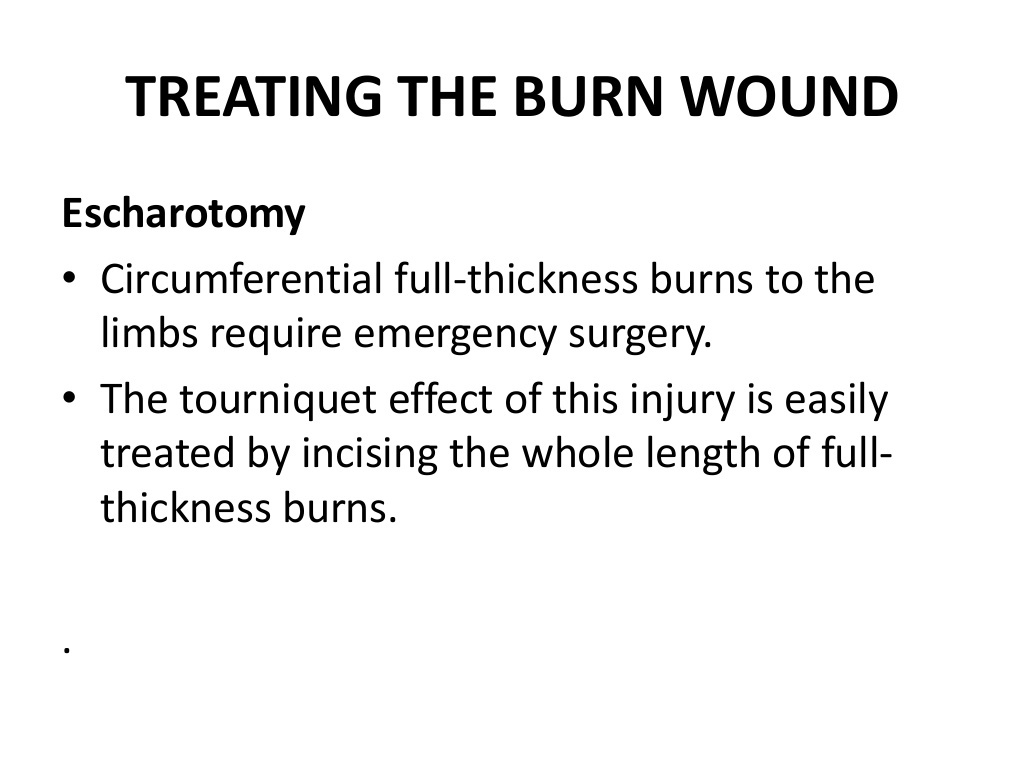 TREATING THE BURN WOUND
Escharotomy
• Circumferential full-thickness burns to the
limbs require emergency surgery.
• The tourniquet effect of this injury is easily
treated by incising the whole length of full-
thickness burns.
.